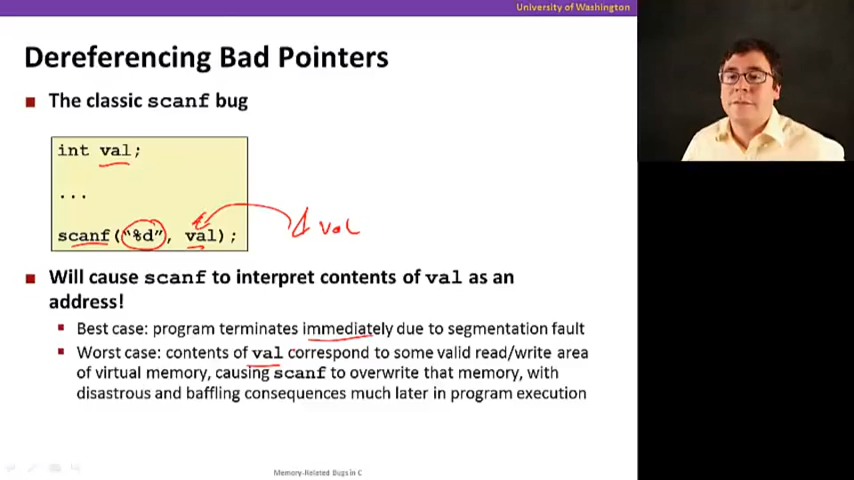 University of Washington
Dereferencing Bad Pointers
The classic scanf bug
int val;
...
scanf("%d", val);
& val
Will cause scanf to interpret contents of val as an
address!
Best case: program terminates immediately due to segmentation fault
Worst case: contents of val correspond to some valid read/write area
of virtual memory, causing scanf to overwrite that memory, with
disastrous and baffling consequences much later in program execution
Memory-Related Bugs in C